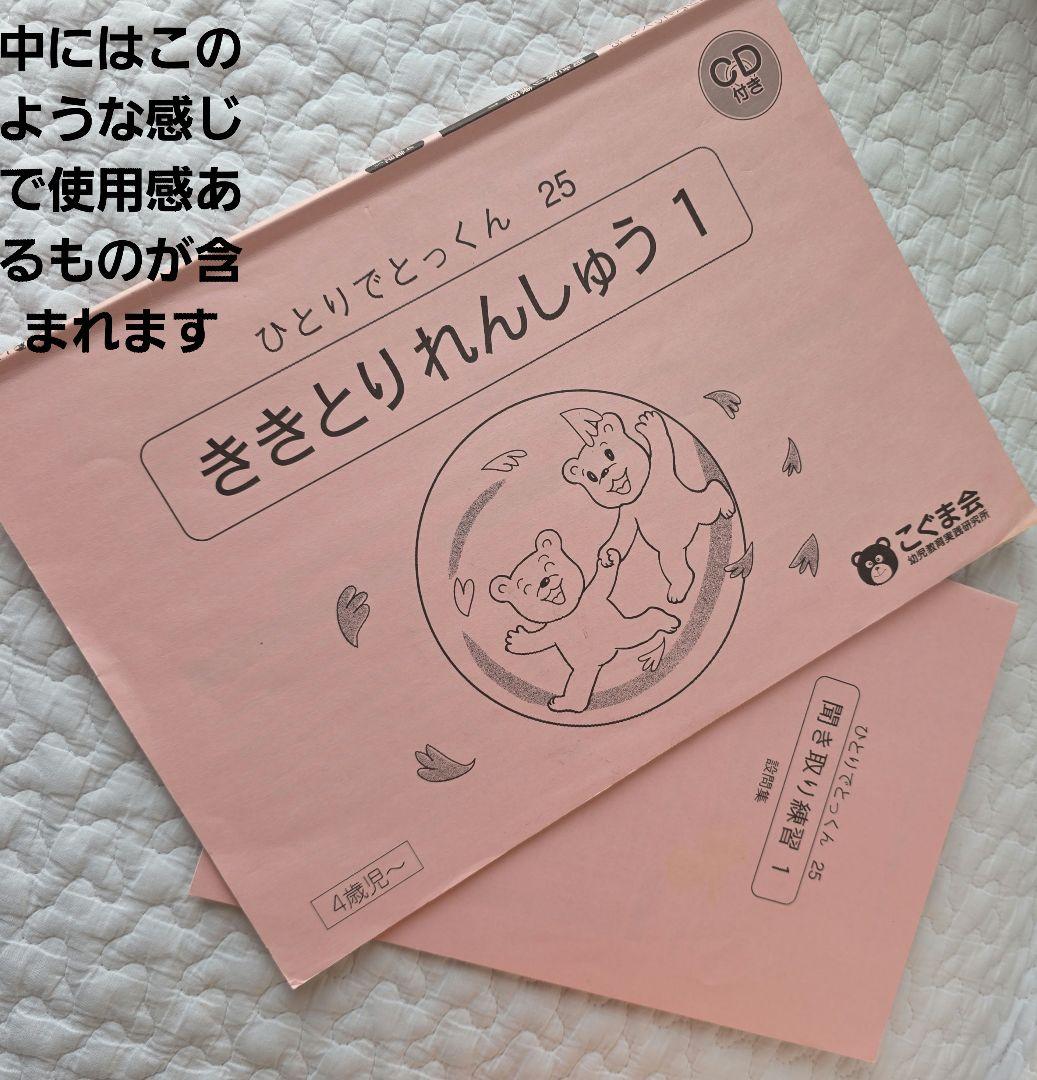 中にはこの
ような感じ
で使用感あ
るものが含
まれます
CD
付き
ひとりでとっくん 25
ききとりれんしゅう 1
こぐま会
幼児教育実践研究所
4歳児〜
ひとりでとっくん 25
聞き取り練習 1
設問集